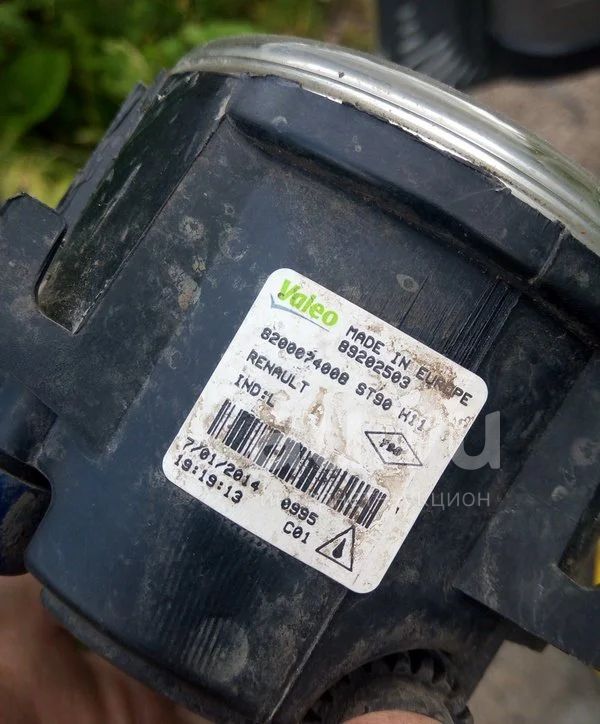 Valeo
MADE IN EUROPE
89202503
8200074008 ST90 H11
RENAULT A
IND:L
7/01/2014 0995
19:19:13 C01